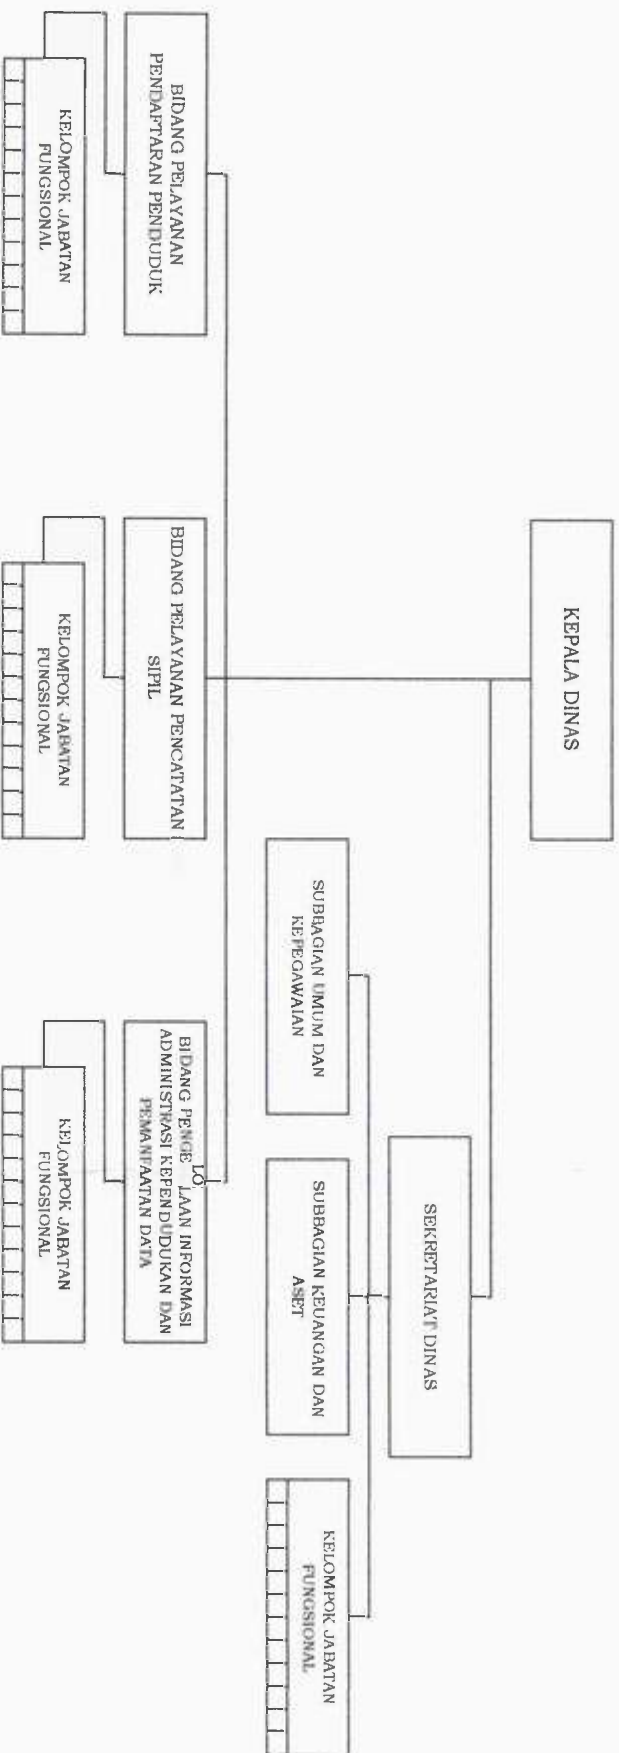 KEPALA DINAS
SEKRETARIAT DINAS
SUBBAGIAN UMUM DAN
KEPEGAWAIAN
SUBBAGIAN KEUANGAN DAN
ASET
KELOMPOK JABATAN
FUNGSIONAL
BIDANG PELAYANAN
PENDAFTARAN PENDUDUK
BIDANG PELAYANAN PENCATATAN
SIPIL
BIDANG PENGELOLAAN INFORMASI
ADMINISTRASI KEPENDUDUKAN DAN
PEMANFAATAN DATA
KELOMPOK JABATAN
FUNGSIONAL
KELOMPOK JABATAN
FUNGSIONAL
KELOMPOK JABATAN
FUNGSIONAL